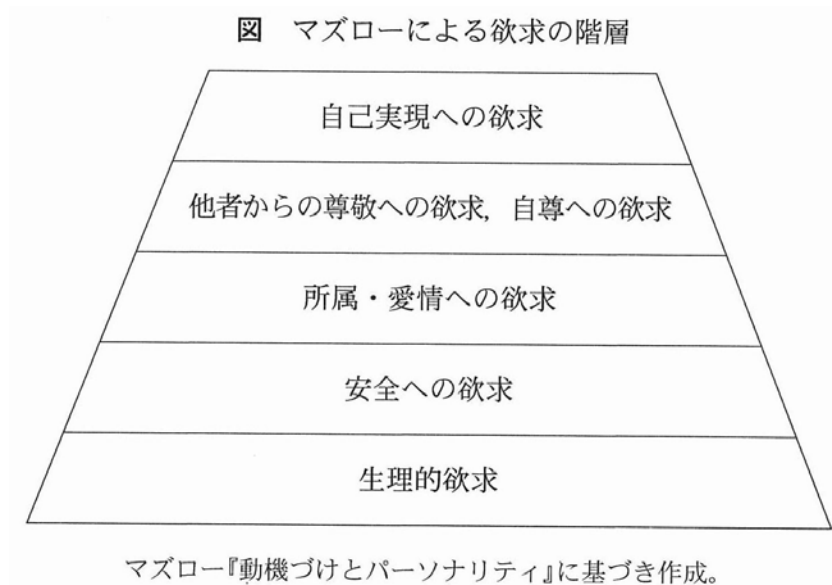 図　マズローによる欲求の階層
自己実現への欲求
他者からの尊敬への欲求，自尊への欲求
所属・愛情への欲求
安全への欲求
生理的欲求
マズロー『動機づけとパーソナリティ』に基づき作成。